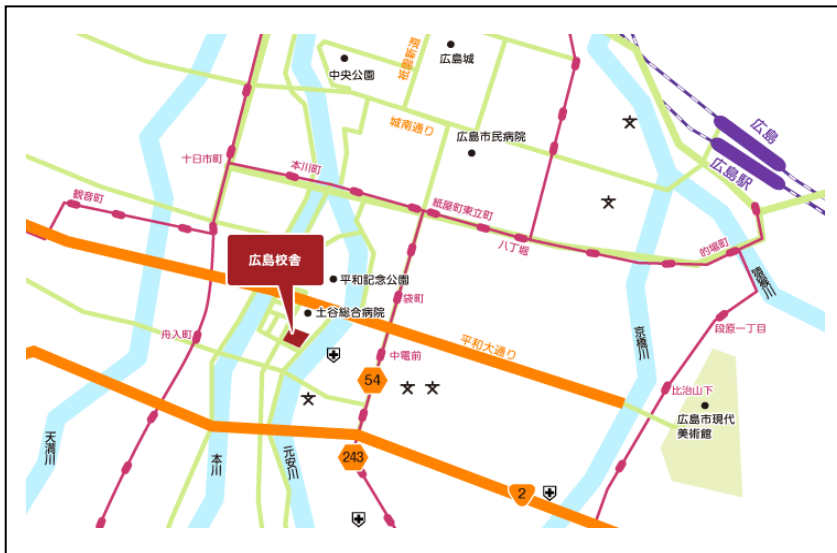 広島城
中央公園
祇園新道
城南通り
広島市民病院
広島
広島駅
十日市町
本川町
観音町
紙屋町東立町
八丁堀
的場町
猿猴川
広島校舎
平和記念公園
土谷総合病院
袋町
舟入町
中電前
平和大通り
京橋川
段原一丁目
比治山下
54
広島市現代
美術館
天満川
本川
元安川
243
2